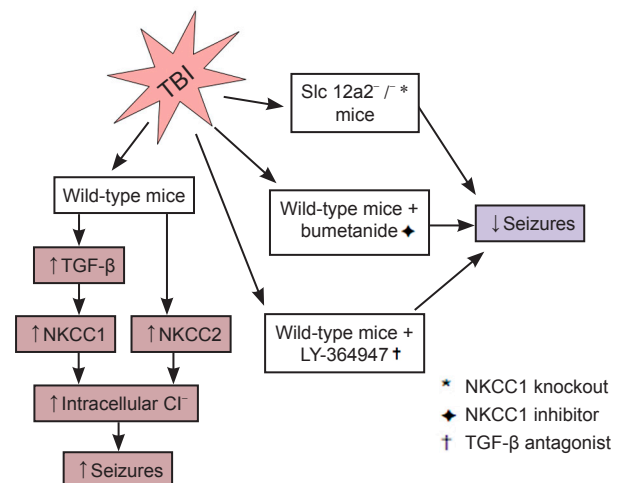 TBI
Slc 12a2⁻/⁻ *
mice
Wild-type mice
Wild-type mice +
bumetanide ✦
↓Seizures
↑TGF-β
↑NKCC1
↑NKCC2
Wild-type mice +
LY-364947 †
↑Intracellular Cl⁻
↑Seizures
* NKCC1 knockout
✦ NKCC1 inhibitor
† TGF-β antagonist